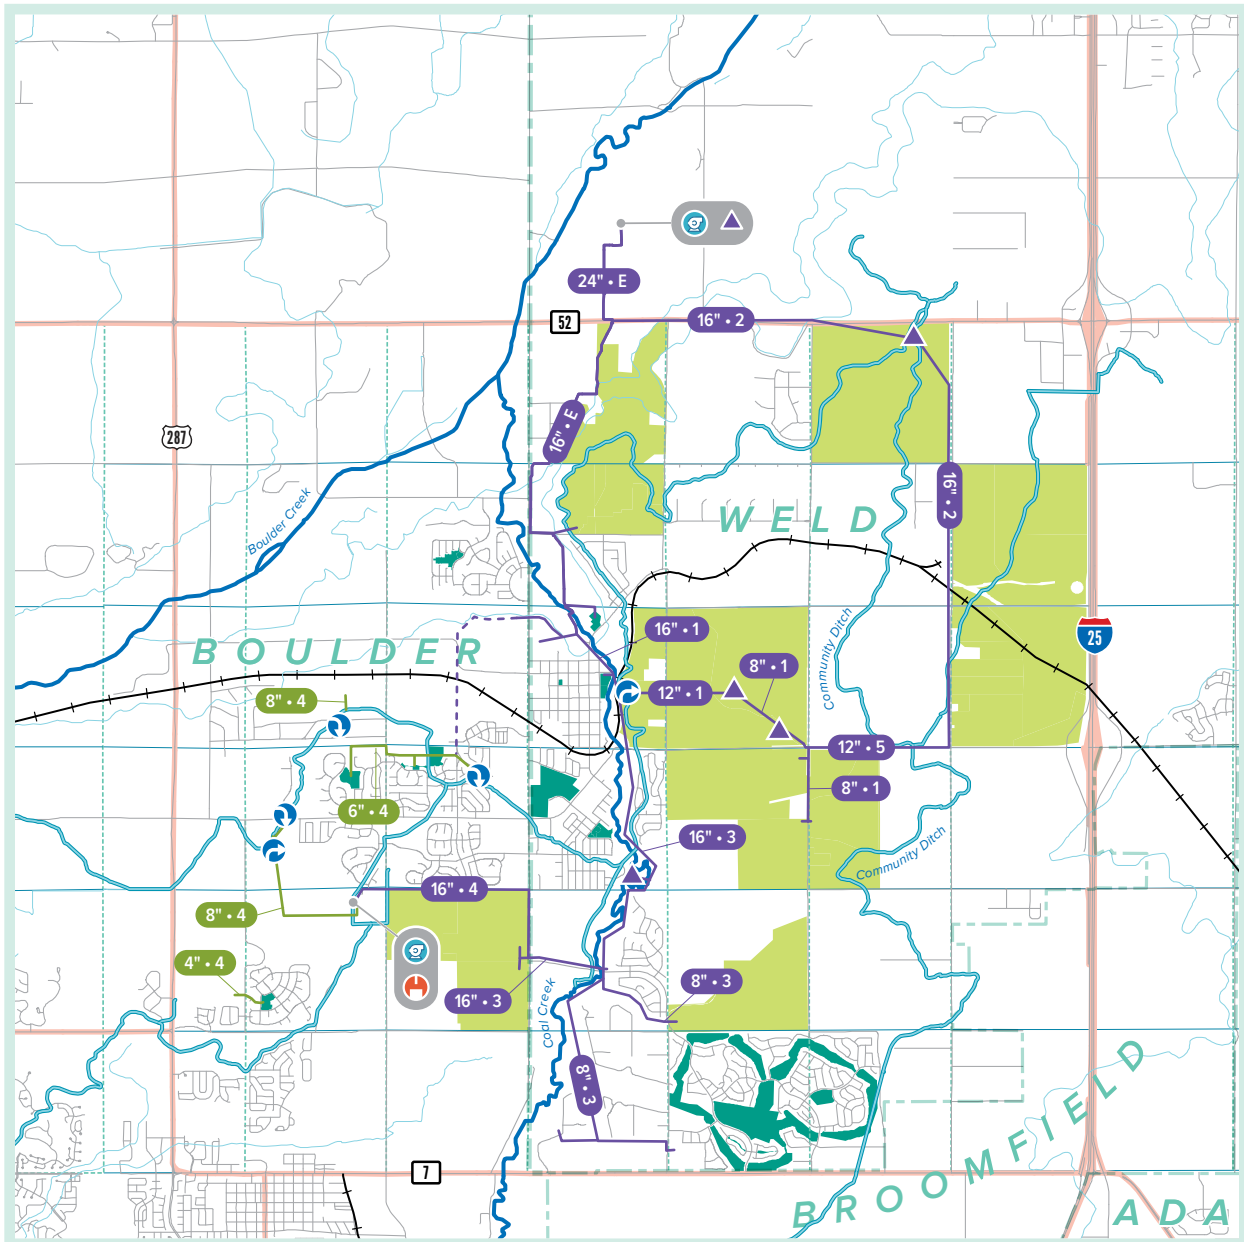 24" • E
52
16" • 2
16" • E
287
16" • 2
Boulder Creek
WELD
16" • 1
Community Ditch
25
BOULDER
8" • 1
8" • 4
12" • 1
12" • 5
8" • 1
6" • 4
16" • 3
Community Ditch
16" • 4
8" • 4
4" • 4
8" • 3
16" • 3
Coal Creek
8" • 3
BROOMFIELD
7
ADA